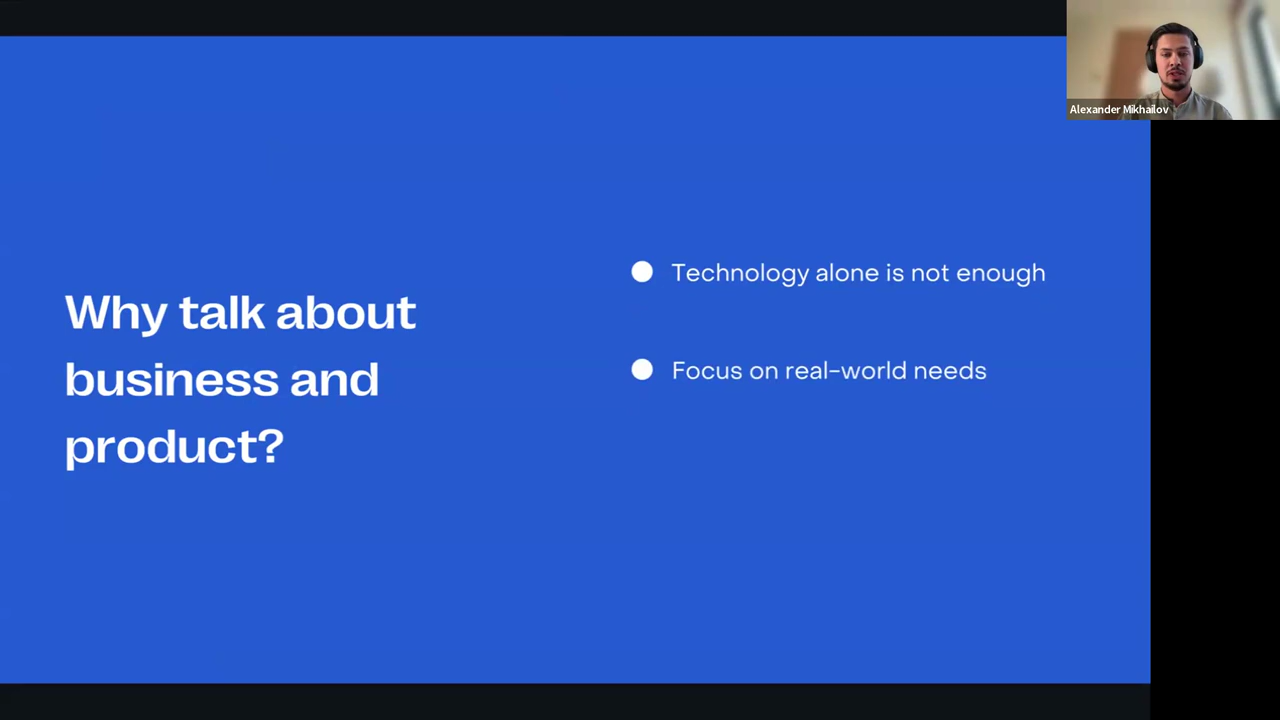 Alexander Mikhailov
Why talk about
business and
product?
Technology alone is not enough
Focus on real-world needs